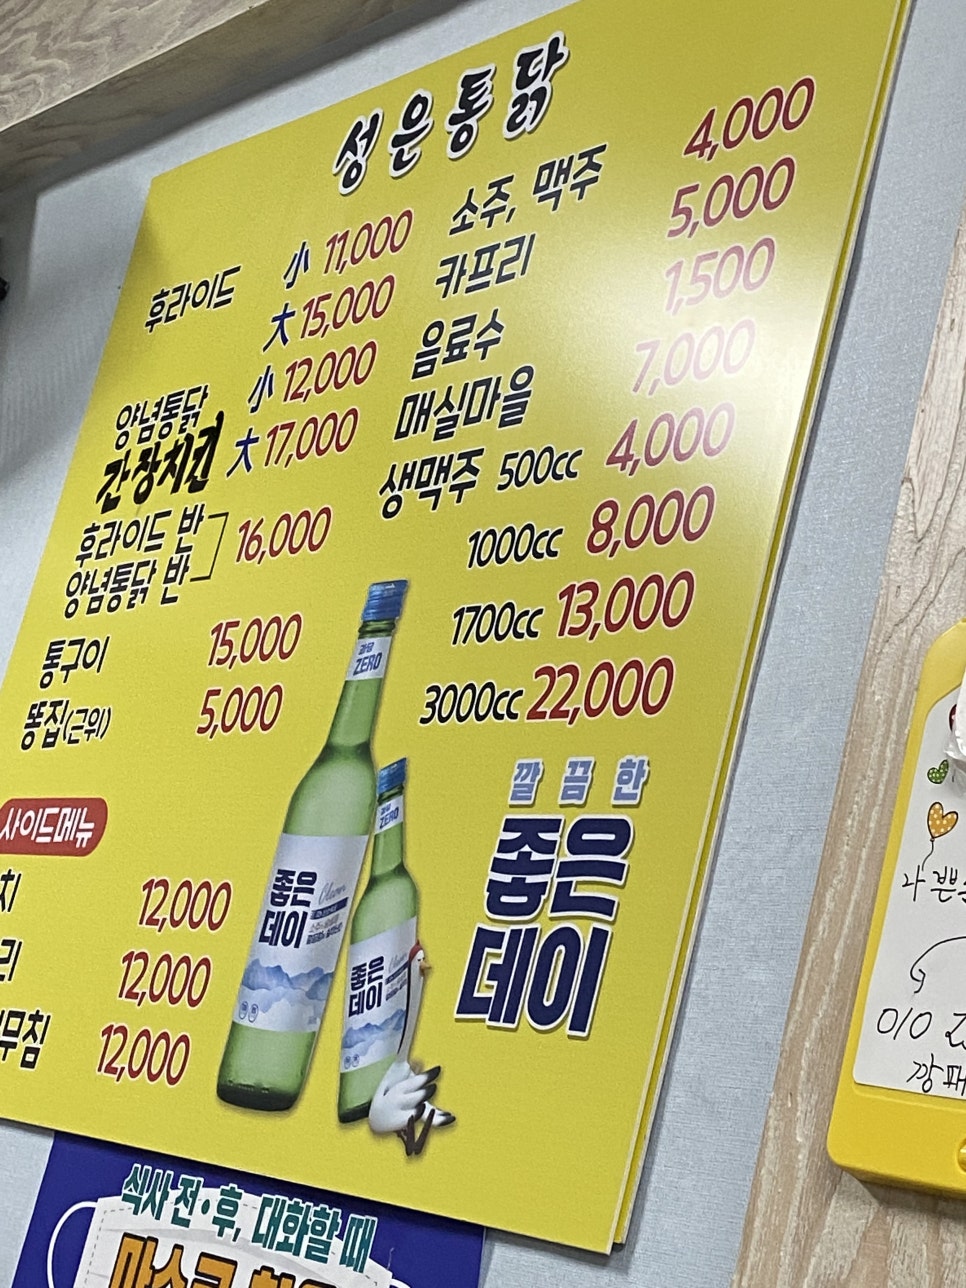 성은통닭
후라이드 小 11,000
大 15,000
양념통닭 小 12,000
간장치킨 大 17,000
후라이드 반
양념통닭 반
16,000
통구이 15,000
똥집(근위) 5,000
사이드메뉴
치 12,000
리 12,000
무침 12,000
소주, 맥주 4,000
카프리 5,000
음료수 1,500
매실마을 7,000
생맥주 500cc 4,000
1000cc 8,000
1700cc 13,000
3000cc 22,000
깔끔한
좋은
데이
ZERO
좋은
데이
ZERO
좋은
데이
식사 전·후, 대화할 때